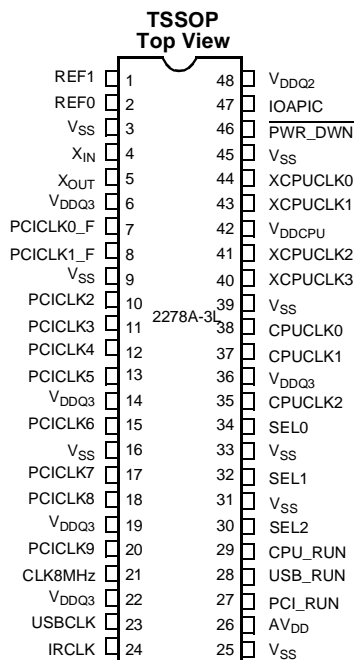 TSSOP
Top View
REF1 1 48 VDDQ2
REF0 2 47 IOAPIC
VSS 3 46 PWR_DWN
XIN 4 45 VSS
XOUT 5 44 XCPUCLK0
VDDQ3 6 43 XCPUCLK1
PCICLK0_F 7 42 VDDCPU
PCICLK1_F 8 41 XCPUCLK2
VSS 9 40 XCPUCLK3
PCICLK2 10 39 VSS
2278A-3L
PCICLK3 11 38 CPUCLK0
PCICLK4 12 37 CPUCLK1
PCICLK5 13 36 VDDQ3
VDDQ3 14 35 CPUCLK2
PCICLK6 15 34 SEL0
VSS 16 33 VSS
PCICLK7 17 32 SEL1
PCICLK8 18 31 VSS
VDDQ3 19 30 SEL2
PCICLK9 20 29 CPU_RUN
CLK8MHz 21 28 USB_RUN
VDDQ3 22 27 PCI_RUN
USBCLK 23 26 AVDD
IRCLK 24 25 VSS